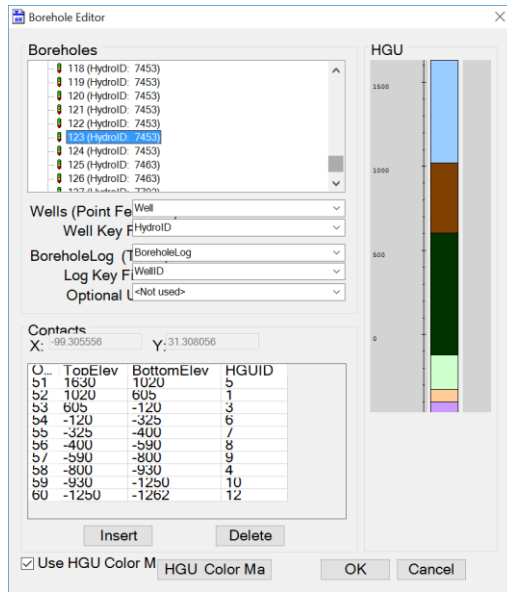 Borehole Editor
Boreholes
118 (HydroID: 7453)
119 (HydroID: 7453)
120 (HydroID: 7453)
121 (HydroID: 7453)
122 (HydroID: 7453)
123 (HydroID: 7453)
124 (HydroID: 7453)
125 (HydroID: 7463)
126 (HydroID: 7463)
Wells (Point Fe Well
Well Key F HydroID
BoreholeLog (T BoreholeLog
Log Key Fi WellID
Optional U <Not used>
Contacts
X: -99.305556 Y: 31.308056
O... TopElev BottomElev HGUID
51 1630 1020 5
52 1020 605 1
53 605 -120 3
54 -120 -325 6
55 -325 -400 7
56 -400 -590 8
57 -590 -800 9
58 -800 -930 4
59 -930 -1250 10
60 -1250 -1262 12
Insert Delete
Use HGU Color M HGU Color Ma OK Cancel
HGU
1500
1000
500
0